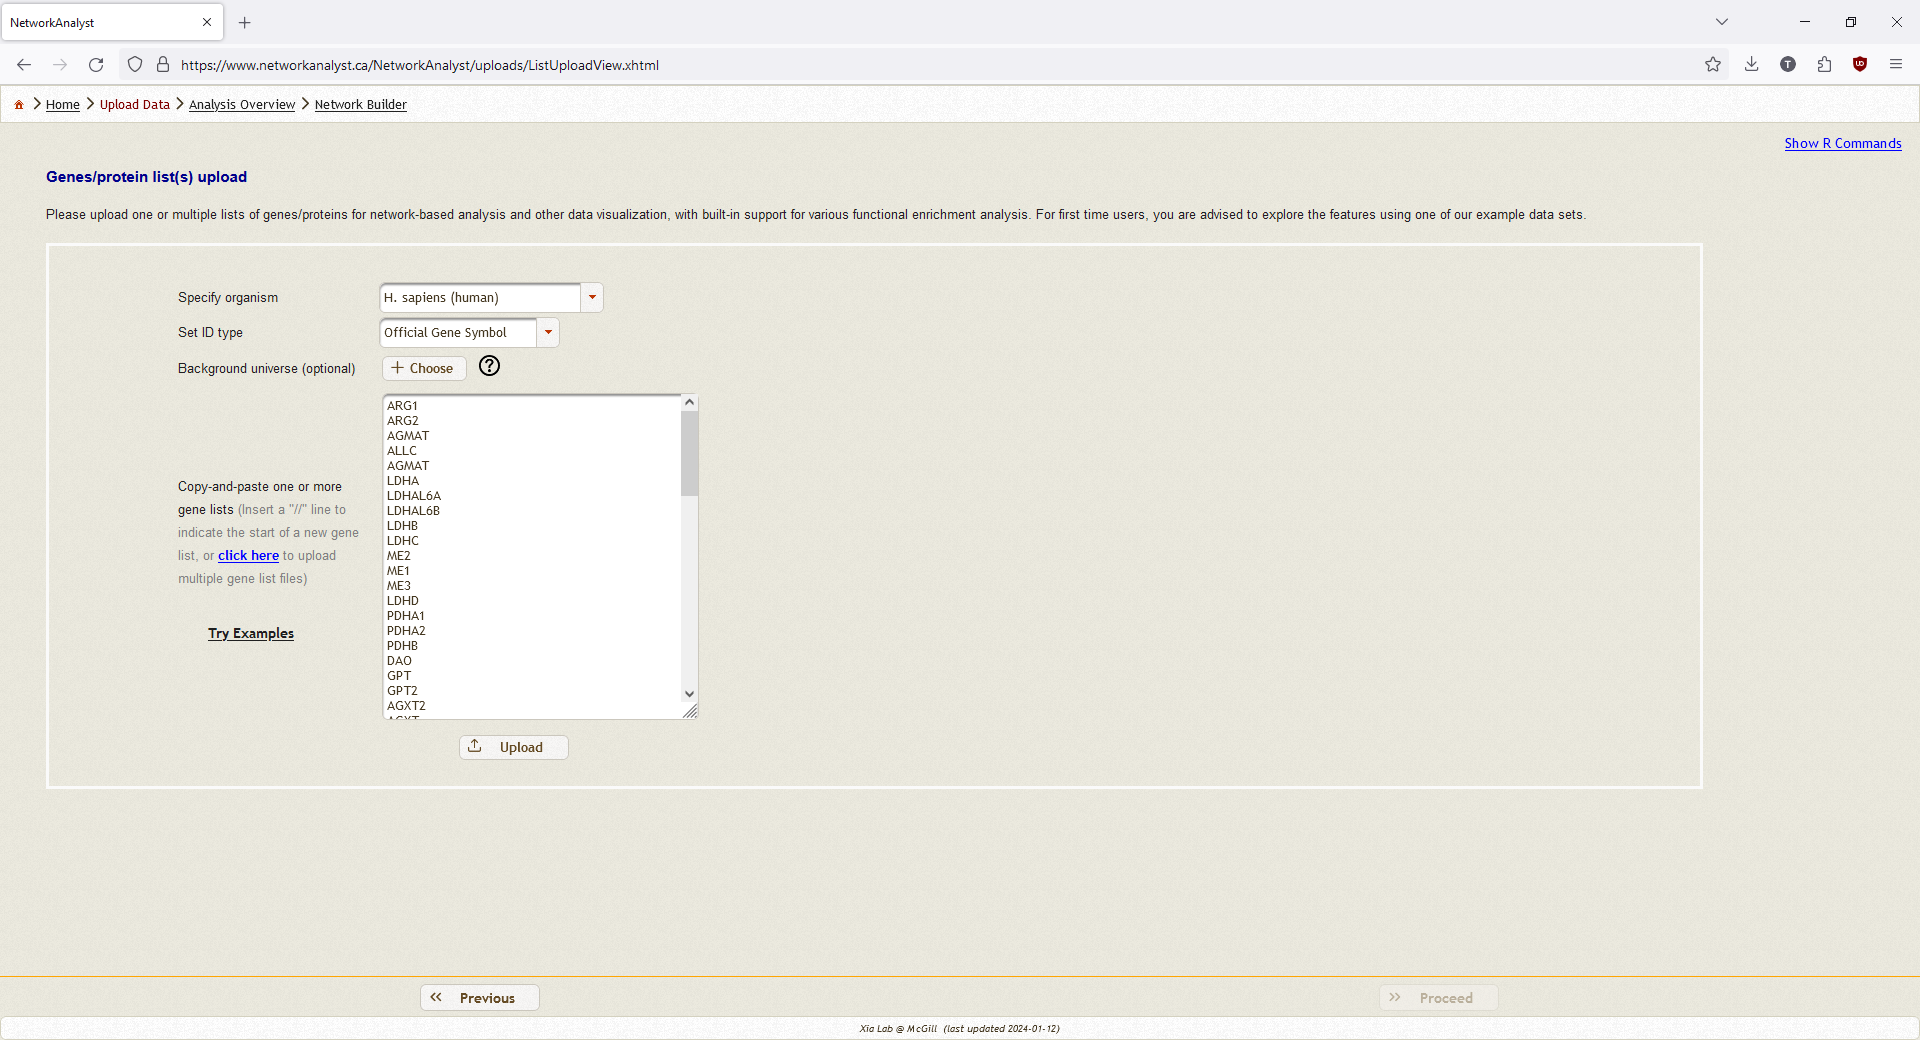 NetworkAnalyst
https://www.networkanalyst.ca/NetworkAnalyst/uploads/ListUploadView.xhtml
Home Upload Data Analysis Overview Network Builder
Show R Commands
Genes/protein list(s) upload
Please upload one or multiple lists of genes/proteins for network-based analysis and other data visualization, with built-in support for various functional enrichment analysis. For first time users, you are advised to explore the features using one of our example data sets.
Specify organism H. sapiens (human)
Set ID type Official Gene Symbol
Background universe (optional) Choose
Copy-and-paste one or more
gene lists (Insert a "//" line to
indicate the start of a new gene
list, or click here to upload
multiple gene list files)
Try Examples
ARG1
ARG2
AGMAT
ALLC
AGMAT
LDHA
LDHAL6A
LDHAL6B
LDHB
LDHC
ME2
ME1
ME3
LDHD
PDHA1
PDHA2
PDHB
DAO
GPT
GPT2
AGXT2
Upload
Previous
Proceed
Xia Lab @ McGill (last updated 2024-01-12)